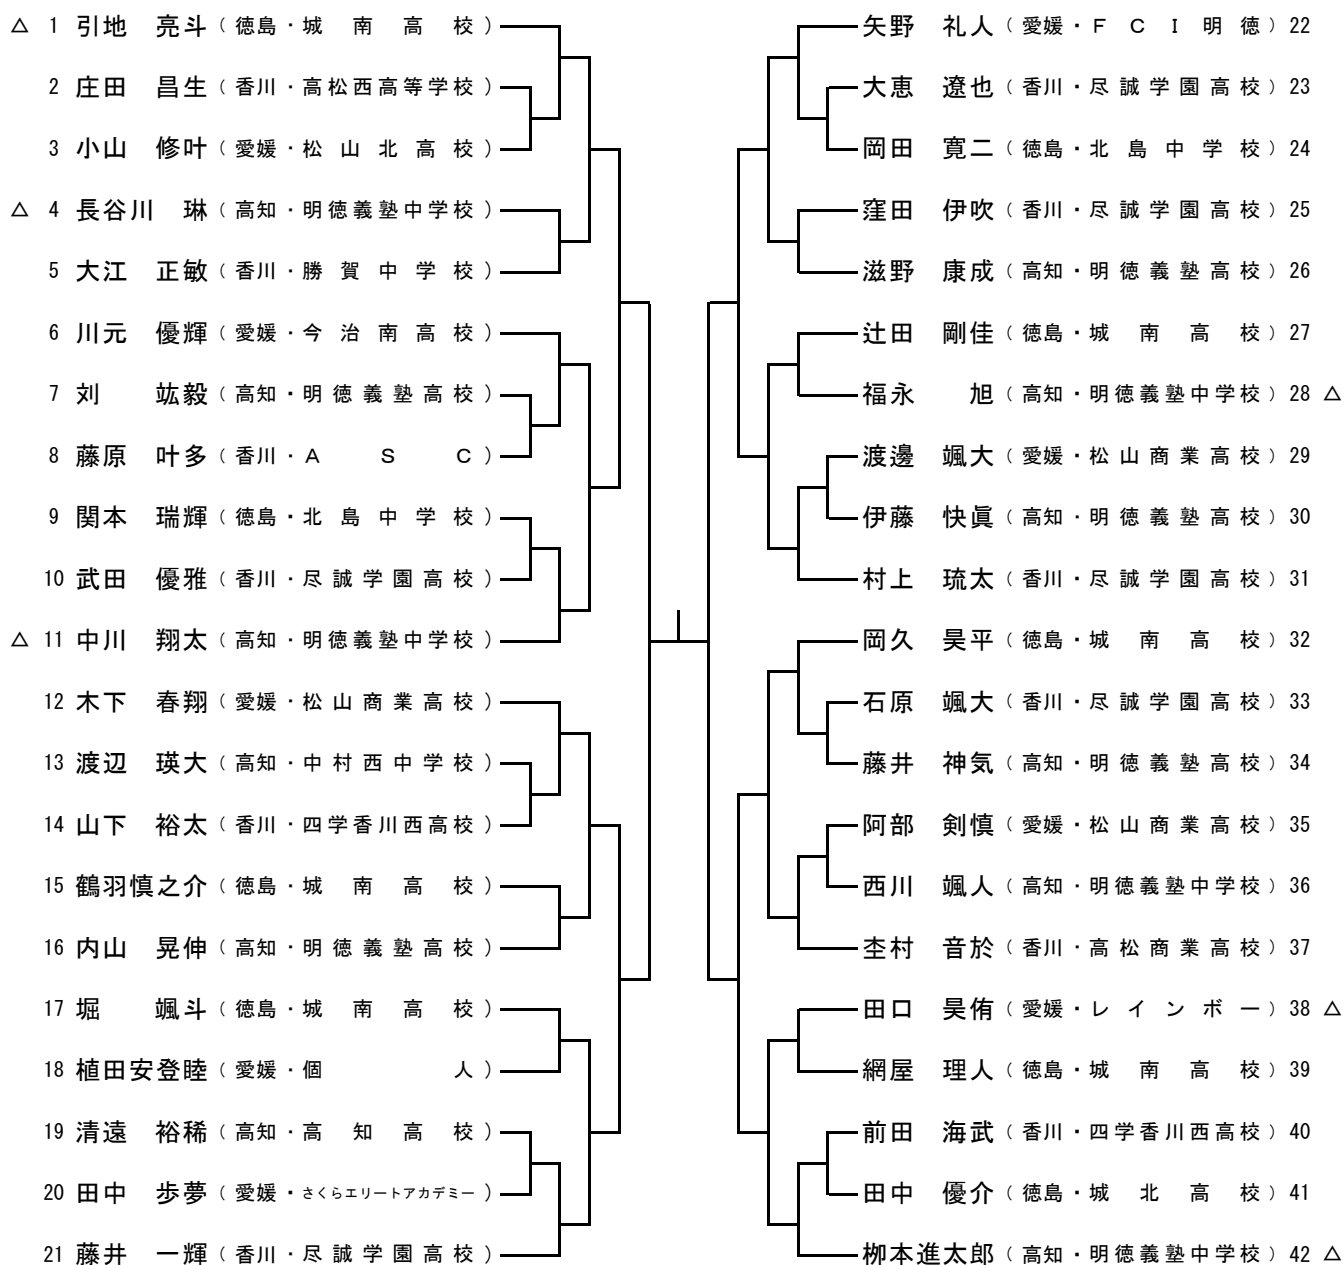 △ 1 引地 亮斗 ( 徳島 ・ 城南高校 )
2 庄田 昌生 ( 香川 ・ 高松西高等学校 )
3 小山 修叶 ( 愛媛 ・ 松山北高校 )
△ 4 長谷川 琳 ( 高知 ・ 明徳義塾中学校 )
5 大江 正敏 ( 香川 ・ 勝賀中学校 )
6 川元 優輝 ( 愛媛 ・ 今治南高校 )
7 刘 竑毅 ( 高知 ・ 明徳義塾高校 )
8 藤原 叶多 ( 香川 ・ ASC )
9 関本 瑞輝 ( 徳島 ・ 北島中学校 )
10 武田 優雅 ( 香川 ・ 尽誠学園高校 )
△ 11 中川 翔太 ( 高知 ・ 明徳義塾中学校 )
12 木下 春翔 ( 愛媛 ・ 松山商業高校 )
13 渡辺 瑛大 ( 高知 ・ 中村西中学校 )
14 山下 裕太 ( 香川 ・ 四学香川西高校 )
15 鶴羽慎之介 ( 徳島 ・ 城南高校 )
16 内山 晃伸 ( 高知 ・ 明徳義塾高校 )
17 堀 颯斗 ( 徳島 ・ 城南高校 )
18 植田安登睦 ( 愛媛 ・ 個人 )
19 清遠 裕稀 ( 高知 ・ 高知高校 )
20 田中 歩夢 ( 愛媛 ・ さくらエリートアカデミー )
21 藤井 一輝 ( 香川 ・ 尽誠学園高校 )
矢野 礼人 ( 愛媛 ・ FCI明徳 ) 22
大恵 遼也 ( 香川 ・ 尽誠学園高校 ) 23
岡田 寛二 ( 徳島 ・ 北島中学校 ) 24
窪田 伊吹 ( 香川 ・ 尽誠学園高校 ) 25
滋野 康成 ( 高知 ・ 明徳義塾高校 ) 26
辻田 剛佳 ( 徳島 ・ 城南高校 ) 27
福永 旭 ( 高知 ・ 明徳義塾中学校 ) 28 △
渡邊 颯大 ( 愛媛 ・ 松山商業高校 ) 29
伊藤 快眞 ( 高知 ・ 明徳義塾高校 ) 30
村上 琉太 ( 香川 ・ 尽誠学園高校 ) 31
岡久 昊平 ( 徳島 ・ 城南高校 ) 32
石原 颯大 ( 香川 ・ 尽誠学園高校 ) 33
藤井 神気 ( 高知 ・ 明徳義塾高校 ) 34
阿部 剣慎 ( 愛媛 ・ 松山商業高校 ) 35
西川 颯人 ( 高知 ・ 明徳義塾中学校 ) 36
杢村 音於 ( 香川 ・ 高松商業高校 ) 37
田口 昊侑 ( 愛媛 ・ レインボー ) 38 △
網屋 理人 ( 徳島 ・ 城南高校 ) 39
前田 海武 ( 香川 ・ 四学香川西高校 ) 40
田中 優介 ( 徳島 ・ 城北高校 ) 41
栁本進太郎 ( 高知 ・ 明徳義塾中学校 ) 42 △